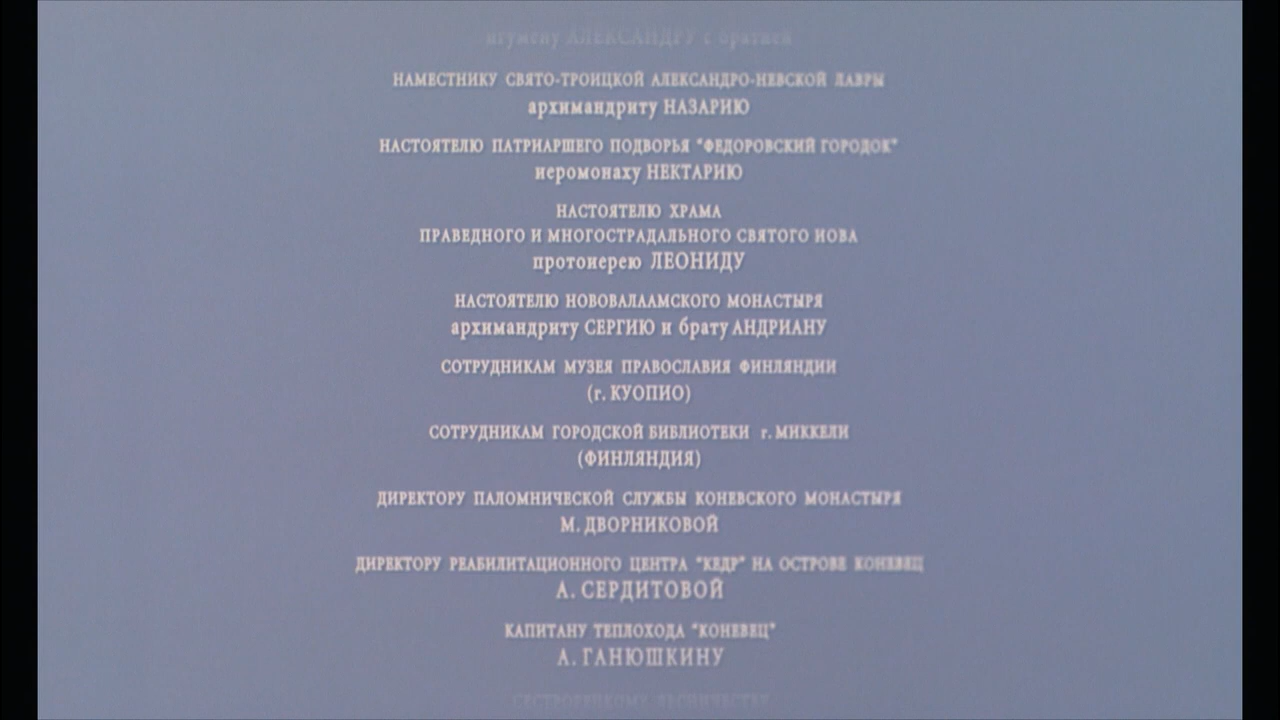 игумену АЛЕКСАНДРУ с братией
НАМЕСТНИКУ СВЯТО-ТРОИЦКОЙ АЛЕКСАНДРО-НЕВСКОЙ ЛАВРЫ
архимандриту НАЗАРИЮ
НАСТОЯТЕЛЮ ПАТРИАРШЕГО ПОДВОРЬЯ "ФЕДОРОВСКИЙ ГОРОДОК"
иеромонаху НЕКТАРИЮ
НАСТОЯТЕЛЮ ХРАМА
ПРАВЕДНОГО И МНОГОСТРАДАЛЬНОГО СВЯТОГО ИОВА
протоиерею ЛЕОНИДУ
НАСТОЯТЕЛЮ НОВОВАЛААМСКОГО МОНАСТЫРЯ
архимандриту СЕРГИЮ и брату АНДРИАНУ
СОТРУДНИКАМ МУЗЕЯ ПРАВОСЛАВИЯ ФИНЛЯНДИИ
(г. КУОПИО)
СОТРУДНИКАМ ГОРОДСКОЙ БИБЛИОТЕКИ г. МИККЕЛИ
(ФИНЛЯНДИЯ)
ДИРЕКТОРУ ПАЛОМНИЧЕСКОЙ СЛУЖБЫ КОНЕВСКОГО МОНАСТЫРЯ
М. ДВОРНИКОВОЙ
ДИРЕКТОРУ РЕАБИЛИТАЦИОННОГО ЦЕНТРА "КЕДР" НА ОСТРОВЕ КОНЕВЕЦ
А. СЕРДИТОВОЙ
КАПИТАНУ ТЕПЛОХОДА "КОНЕВЕЦ"
А. ГАНЮШКИНУ